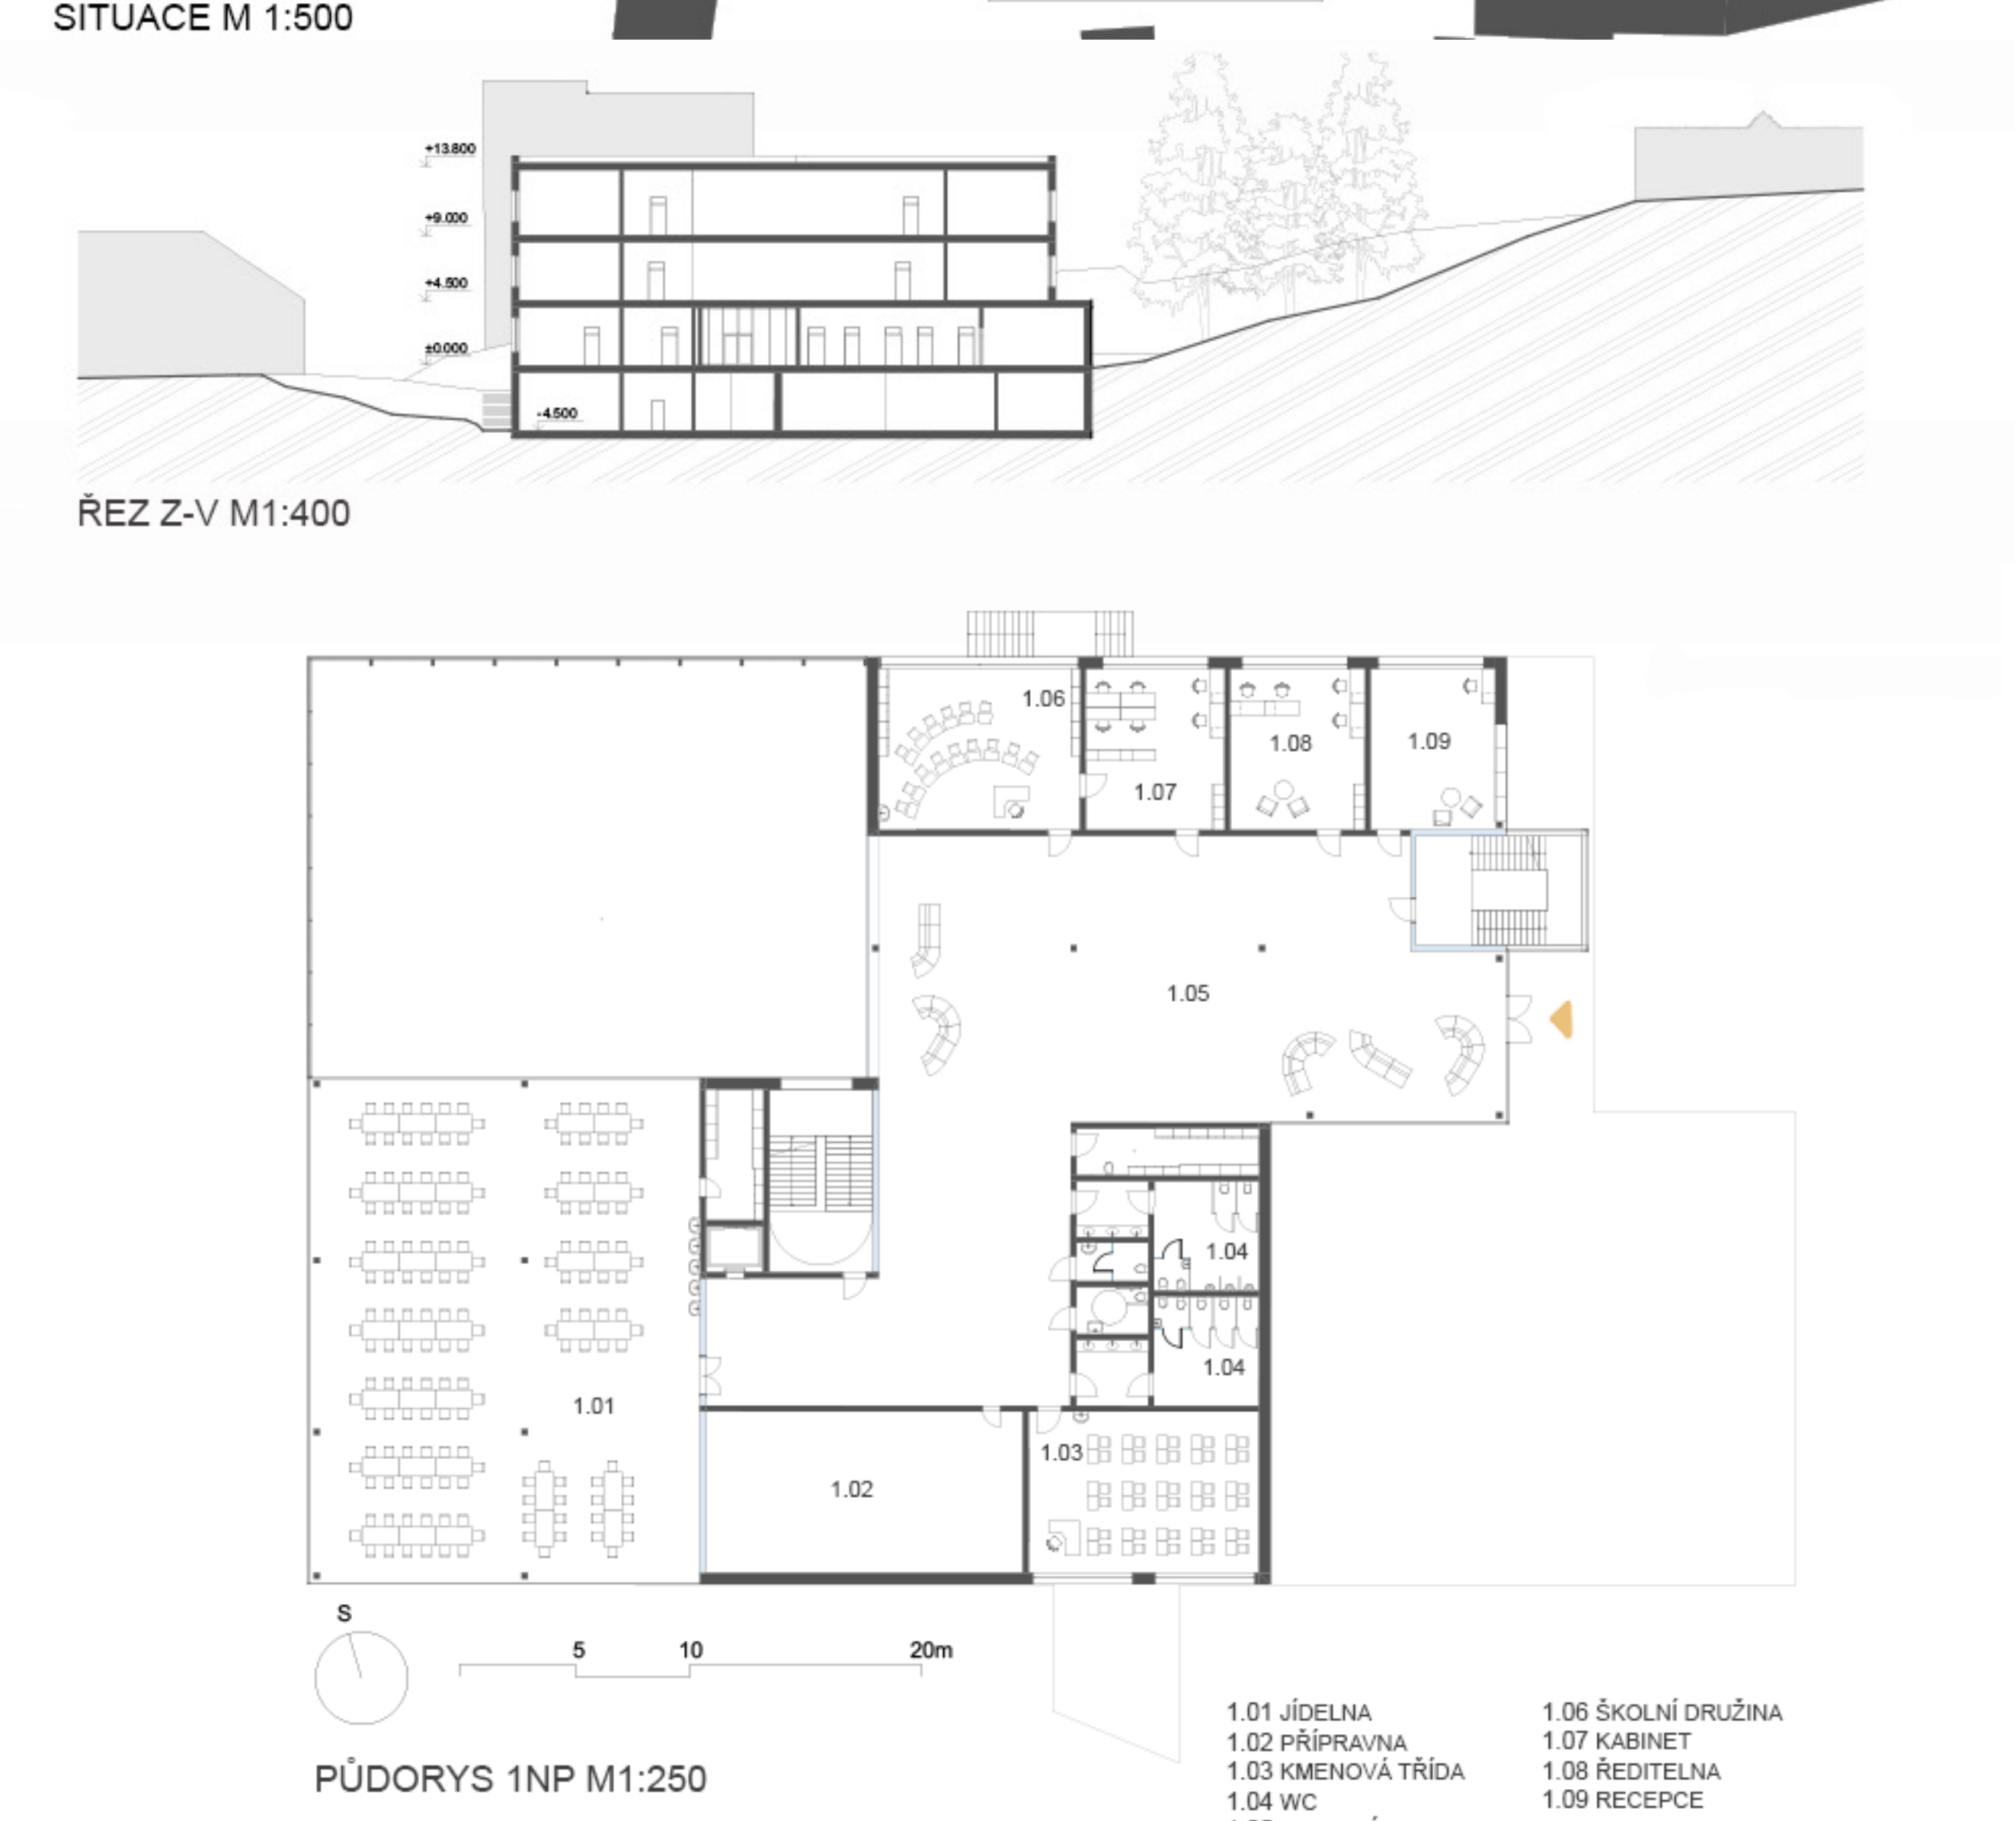 SITUACE M 1:500
+13.800
+9.000
+4.500
±0.000
-4.500
ŘEZ Z-V M1:400
1.06
1.07
1.08
1.09
1.05
1.04
1.04
1.01
1.03
1.02
S
5 10 20m
PŮDORYS 1NP M1:250
1.01 JÍDELNA
1.02 PŘÍPRAVNA
1.03 KMENOVÁ TŘÍDA
1.04 WC
1.06 ŠKOLNÍ DRUŽINA
1.07 KABINET
1.08 ŘEDITELNA
1.09 RECEPCE